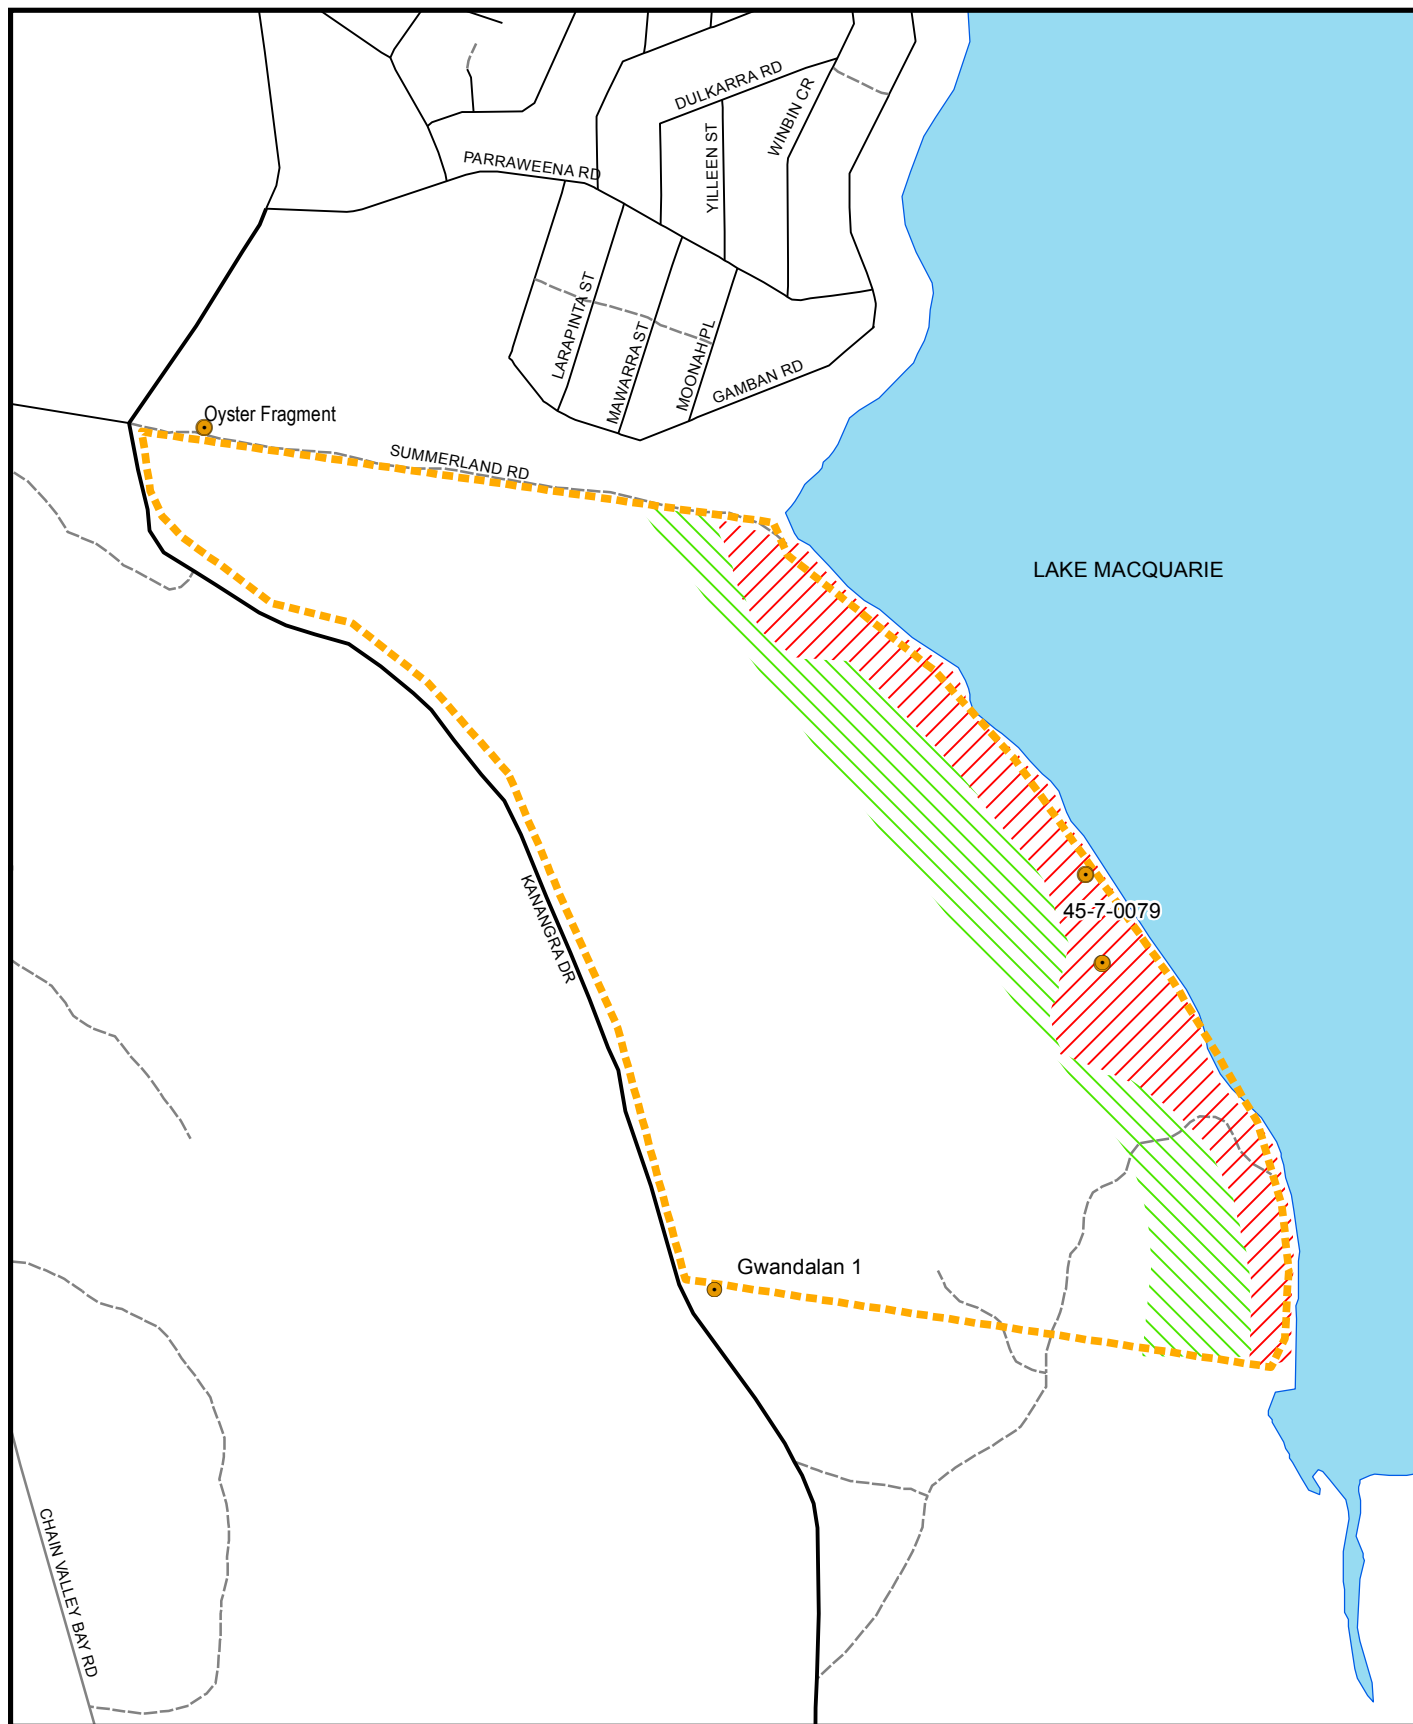 DULKARRA RD
WINBIN CR
YILLEEN ST
PARRAWEENA RD
LARAPINTA ST
MAWARRA ST
MOONAH PL
GAMBAN RD
Oyster Fragment
SUMMERLAND RD
LAKE MACQUARIE
KANANGRA DR
45-7-0079
Gwandalan 1
CHAIN VALLEY BAY RD